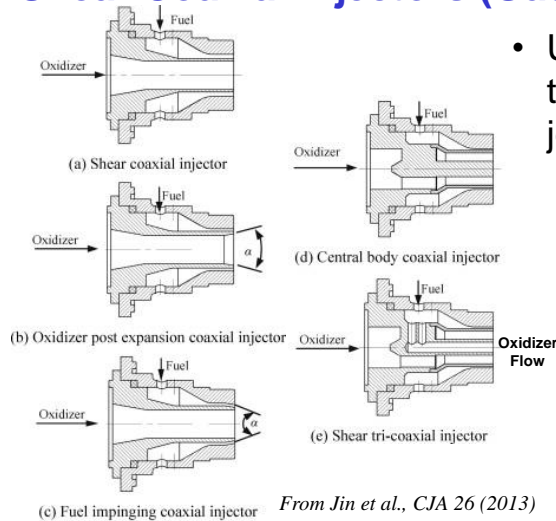 Fuel
Oxidizer
(a) Shear coaxial injector
Fuel
Oxidizer
α
(b) Oxidizer post expansion coaxial injector
Fuel
Oxidizer
α
(c) Fuel impinging coaxial injector
From Jin et al., CJA 26 (2013)
•
Fuel
Oxidizer
(d) Central body coaxial injector
Fuel
Oxidizer
Oxidizer
Flow
(e) Shear tri-coaxial injector